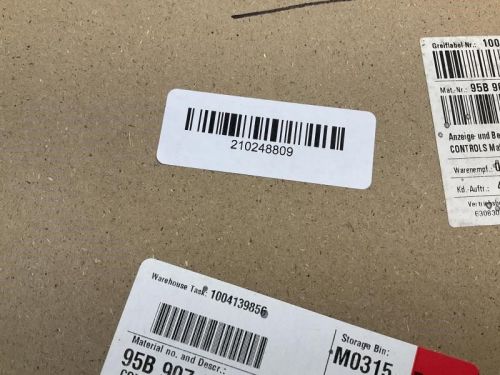 Greiflabel-Nr.: 100
Mat.-Nr.: 95B 90
Anzeige und Be
CONTROLS Ma
Warenempf.: 0
Kd.-Auftr.:
210248809
Warehouse Task: 1004139856
Material no. and Descr.:
95B 907
Storage Bin:
M0315